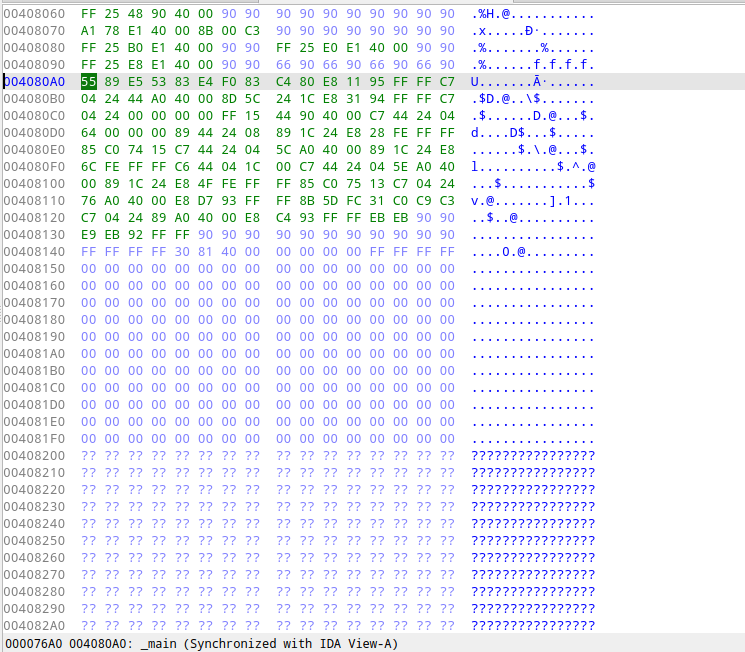 00408060 FF 25 48 90 40 00 90 90 90 90 90 90 90 90 90 90 .%H.@...........
00408070 A1 78 E1 40 00 8B 00 C3 90 90 90 90 90 90 90 90 .x.....Ð·.......
00408080 FF 25 B0 E1 40 00 90 90 FF 25 E0 E1 40 00 90 90 .%.......%......
00408090 FF 25 E8 E1 40 00 90 90 66 90 66 90 66 90 66 90 .%......f.f.f.f.
004080A0 55 89 E5 53 83 E4 F0 83 C4 80 E8 11 95 FF FF C7 U.......Ā·......
004080B0 04 24 44 A0 40 00 8D 5C 24 1C E8 31 94 FF FF C7 .$D.@..\$.......
004080C0 04 24 00 00 00 00 FF 15 44 90 40 00 C7 44 24 04 .$......D.@...$.
004080D0 64 00 00 00 89 44 24 08 89 1C 24 E8 28 FE FF FF d....D$...$.....
004080E0 85 C0 74 15 C7 44 24 04 5C A0 40 00 89 1C 24 E8 ......$.\.@...$.
004080F0 6C FE FF FF C6 44 04 1C 00 C7 44 24 04 5E A0 40 l..........$.^.@
00408100 00 89 1C 24 E8 4F FE FF FF 85 C0 75 13 C7 04 24 ...$...........$
00408110 76 A0 40 00 E8 D7 93 FF FF 8B 5D FC 31 C0 C9 C3 v.@.......].1...
00408120 C7 04 24 89 A0 40 00 E8 C4 93 FF FF EB EB 90 90 ..$..@..........
00408130 E9 EB 92 FF FF 90 90 90 90 90 90 90 90 90 90 90 ................
00408140 FF FF FF FF 30 81 40 00 00 00 00 00 FF FF FF FF ....0.@.........
00408150 00 00 00 00 00 00 00 00 00 00 00 00 00 00 00 00 ................
00408160 00 00 00 00 00 00 00 00 00 00 00 00 00 00 00 00 ................
00408170 00 00 00 00 00 00 00 00 00 00 00 00 00 00 00 00 ................
00408180 00 00 00 00 00 00 00 00 00 00 00 00 00 00 00 00 ................
00408190 00 00 00 00 00 00 00 00 00 00 00 00 00 00 00 00 ................
004081A0 00 00 00 00 00 00 00 00 00 00 00 00 00 00 00 00 ................
004081B0 00 00 00 00 00 00 00 00 00 00 00 00 00 00 00 00 ................
004081C0 00 00 00 00 00 00 00 00 00 00 00 00 00 00 00 00 ................
004081D0 00 00 00 00 00 00 00 00 00 00 00 00 00 00 00 00 ................
004081E0 00 00 00 00 00 00 00 00 00 00 00 00 00 00 00 00 ................
004081F0 00 00 00 00 00 00 00 00 00 00 00 00 00 00 00 00 ................
00408200 ?? ?? ?? ?? ?? ?? ?? ?? ?? ?? ?? ?? ?? ?? ?? ?? ????????????????
00408210 ?? ?? ?? ?? ?? ?? ?? ?? ?? ?? ?? ?? ?? ?? ?? ?? ????????????????
00408220 ?? ?? ?? ?? ?? ?? ?? ?? ?? ?? ?? ?? ?? ?? ?? ?? ????????????????
00408230 ?? ?? ?? ?? ?? ?? ?? ?? ?? ?? ?? ?? ?? ?? ?? ?? ????????????????
00408240 ?? ?? ?? ?? ?? ?? ?? ?? ?? ?? ?? ?? ?? ?? ?? ?? ????????????????
00408250 ?? ?? ?? ?? ?? ?? ?? ?? ?? ?? ?? ?? ?? ?? ?? ?? ????????????????
00408260 ?? ?? ?? ?? ?? ?? ?? ?? ?? ?? ?? ?? ?? ?? ?? ?? ????????????????
00408270 ?? ?? ?? ?? ?? ?? ?? ?? ?? ?? ?? ?? ?? ?? ?? ?? ????????????????
00408280 ?? ?? ?? ?? ?? ?? ?? ?? ?? ?? ?? ?? ?? ?? ?? ?? ????????????????
00408290 ?? ?? ?? ?? ?? ?? ?? ?? ?? ?? ?? ?? ?? ?? ?? ?? ????????????????
004082A0 ?? ?? ?? ?? ?? ?? ?? ?? ?? ?? ?? ?? ?? ?? ?? ?? ????????????????
000076A0 004080A0: _main (Synchronized with IDA View-A)